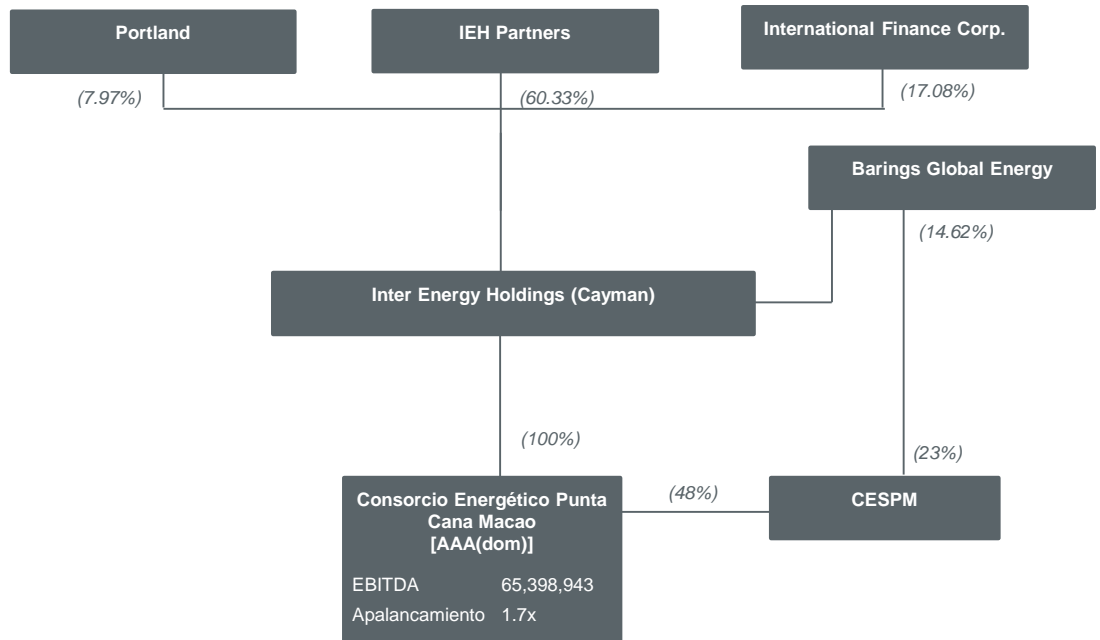 Portland
IEH Partners
International Finance Corp.
(7.97%)
(60.33%)
(17.08%)
Barings Global Energy
(14.62%)
Inter Energy Holdings (Cayman)
(100%)
(23%)
Consorcio Energético Punta
Cana Macao
[AAA(dom)]
(48%)
CESPM
EBITDA 65,398,943
Apalancamiento 1.7x